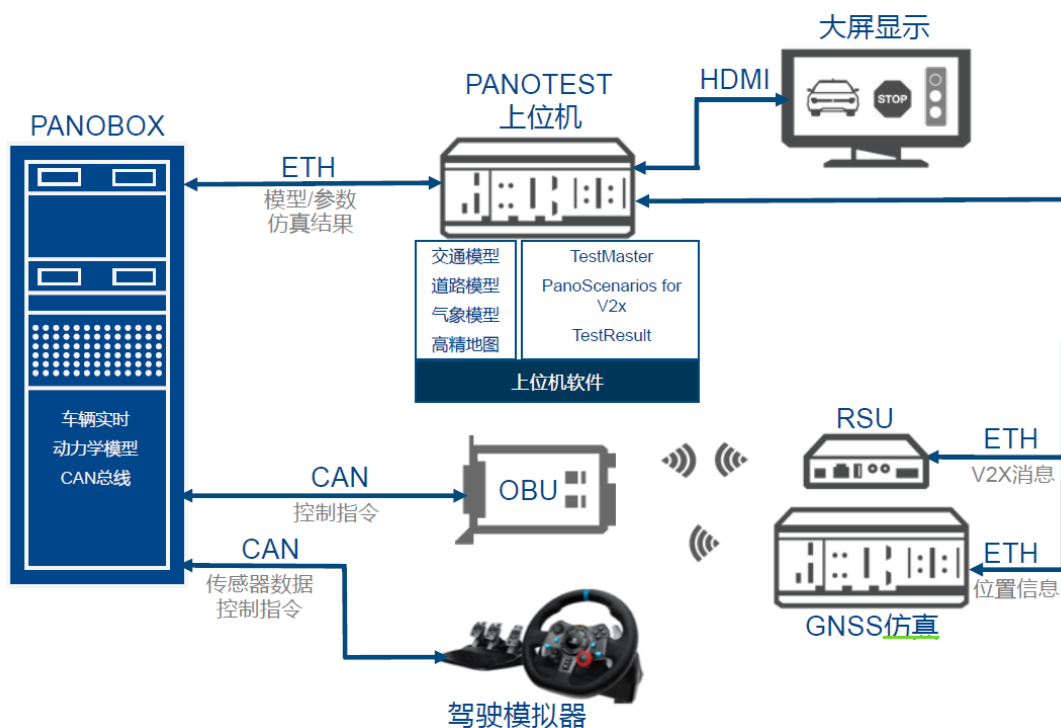 大屏显示
HDMI
STOP
PANOTEST
上位机
PANOBOX
ETH
模型/参数
仿真结果
交通模型
道路模型
气象模型
高精地图
TestMaster
PanoScenarios for
V2x
TestResult
上位机软件
车辆实时
动力学模型
CAN总线
RSU
ETH
V2X消息
CAN
控制指令
OBU
CAN
传感器数据
控制指令
ETH
位置信息
GNSS仿真
驾驶模拟器